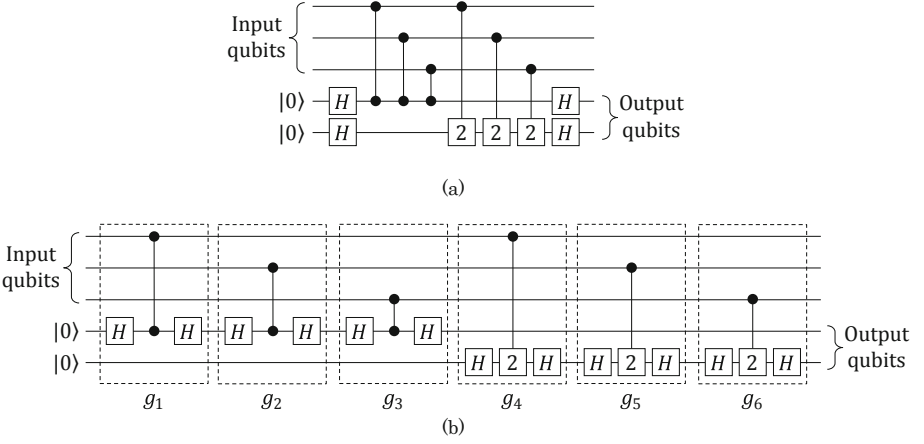 Input
qubits
|0⟩ H H Output
|0⟩ H 2 2 2 H qubits
(a)
Input
qubits
|0⟩ H H H H H H Output
|0⟩ H 2 H H 2 H H 2 H qubits
g1 g2 g3 g4 g5 g6
(b)